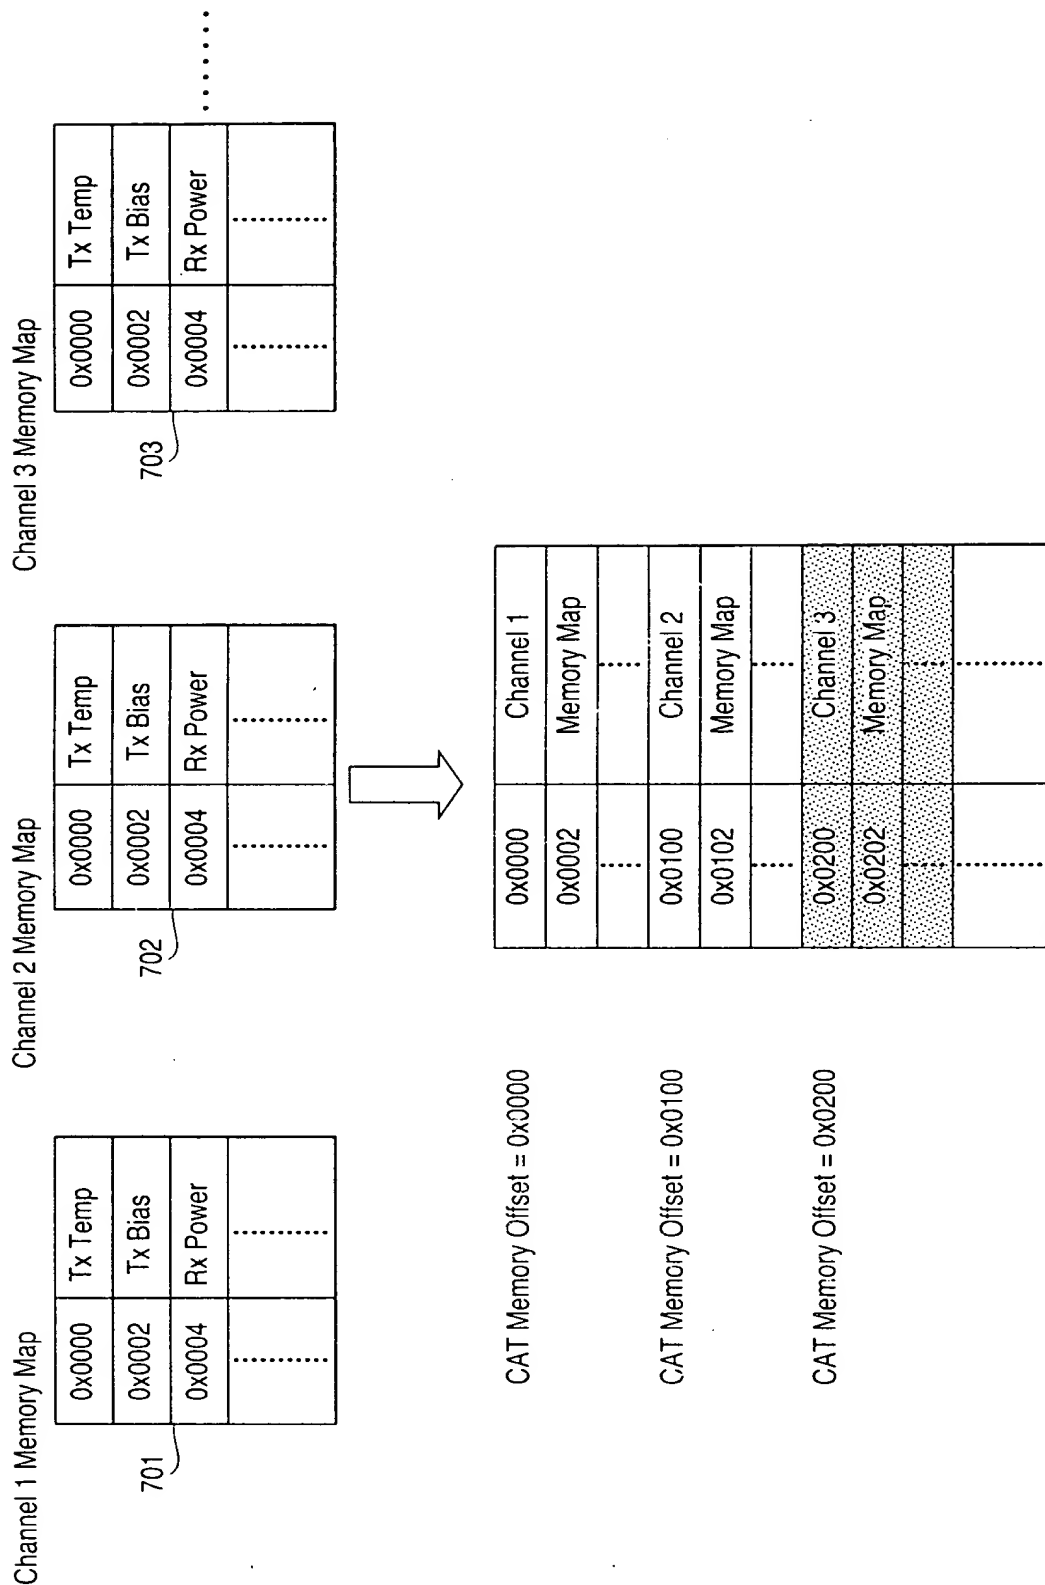 Channel 1 Memory Map
0x0000 Tx Temp
0x0002 Tx Bias
0x0004 Rx Power
701
Channel 2 Memory Map
0x0000 Tx Temp
0x0002 Tx Bias
0x0004 Rx Power
702
Channel 3 Memory Map
0x0000 Tx Temp
0x0002 Tx Bias
0x0004 Rx Power
703
CAT Memory Offset = 0x0000
0x0000 Channel 1
0x0002 Memory Map
CAT Memory Offset = 0x0100
0x0100 Channel 2
0x0102 Memory Map
CAT Memory Offset = 0x0200
0x0200 Channel 3
0x0202 Memory Map